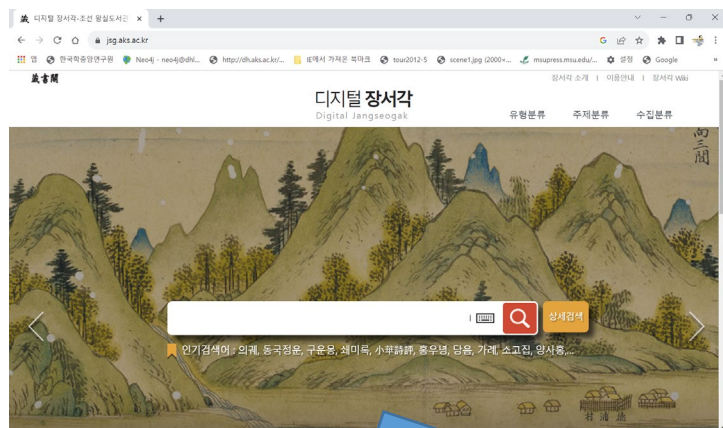 디지털 장서각-조선 왕실도서관
jsg.aks.ac.kr
앱 한국학중앙연구원 Neo4j - neo4j@dhl... http://dh.aks.ac.kr/... IE에서 가져온 북마크 tour2012-5 scene1.jpg (2000×... msupress.msu.edu/... 설정 Google »
藏書閣
장서각 소개 | 이용안내 | 장서각 Wiki
디지털 장서각
Digital Jangseogak
유형분류 주제분류 수집분류
向三間
상세검색
인기검색어 : 의궤, 동국정운, 구운몽, 쇄미록, 小華詩評, 홍우녕, 당음, 가례, 소고집, 양사홍,...